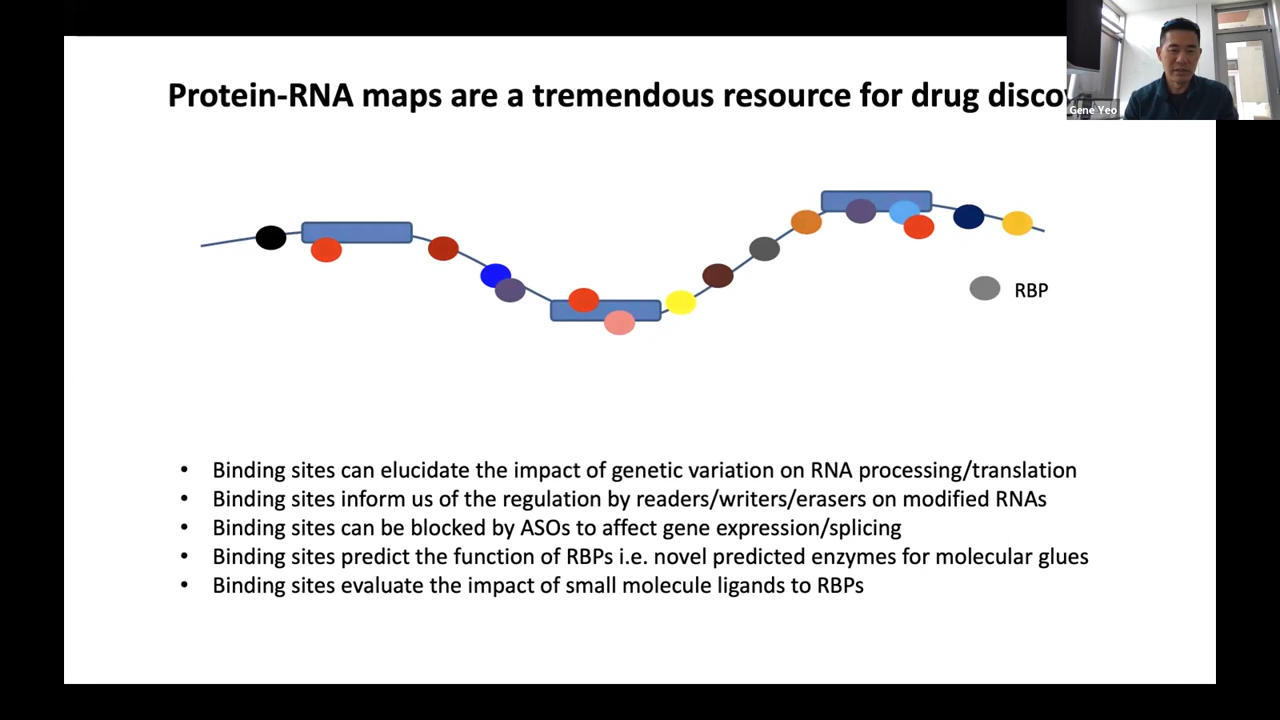 Protein-RNA maps are a tremendous resource for drug
Gene Yeo
RBP
• Binding sites can elucidate the impact of genetic variation on RNA processing/translation
• Binding sites inform us of the regulation by readers/writers/erasers on modified RNAs
• Binding sites can be blocked by ASOs to affect gene expression/splicing
• Binding sites predict the function of RBPs i.e. novel predicted enzymes for molecular glues
• Binding sites evaluate the impact of small molecule ligands to RBPs